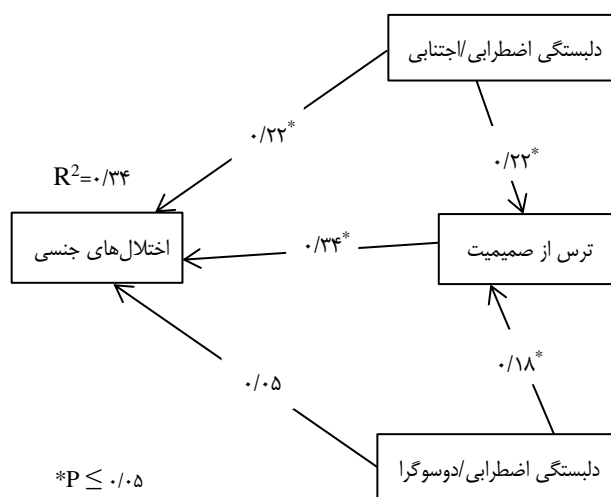 دلبستگی اضطرابی/اجتنابی
۰/۲۲*
۰/۲۲*
R²=۰/۳۴
اختلال‌های جنسی
۰/۳۴*
ترس از صمیمیت
۰/۱۸*
۰/۰۵
دلبستگی اضطرابی/دوسوگرا
*P ≤ ۰/۰۵